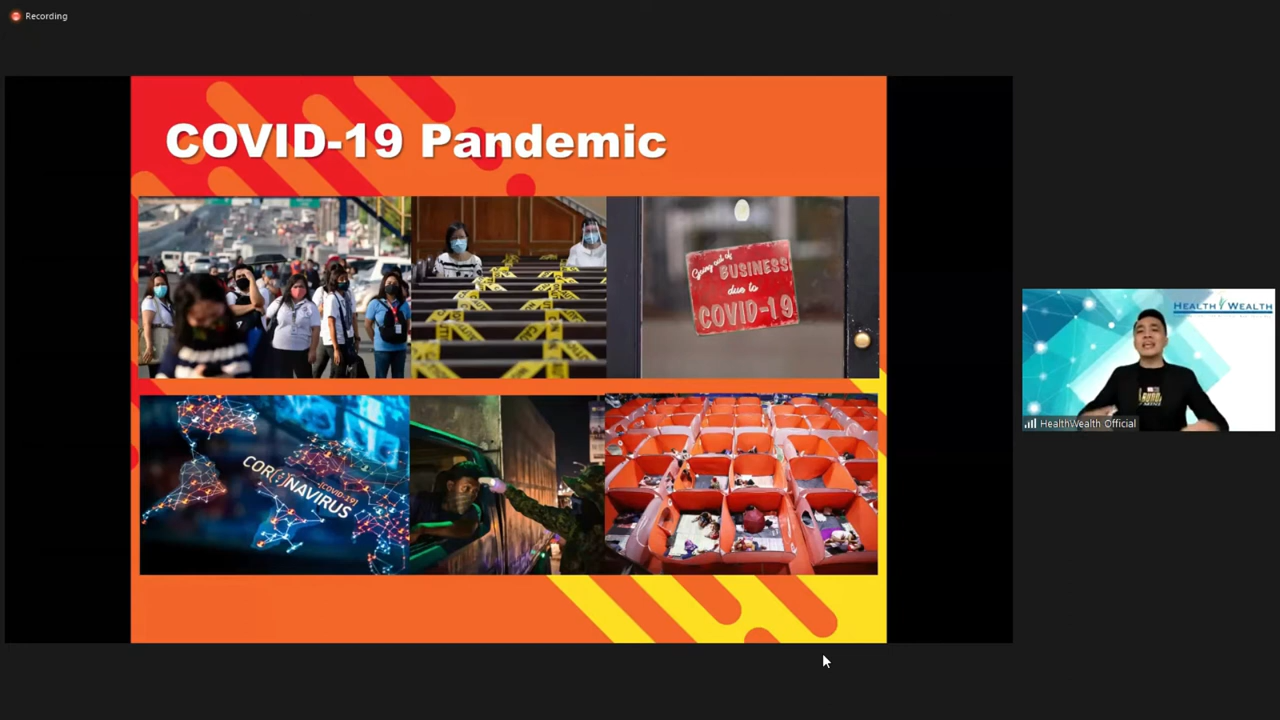 Recording
COVID-19 Pandemic
Going out of
BUSINESS
due to
COVID-19
CORONAVIRUS
[COVID-19]
HEALTH WEALTH
HealthWealth Official